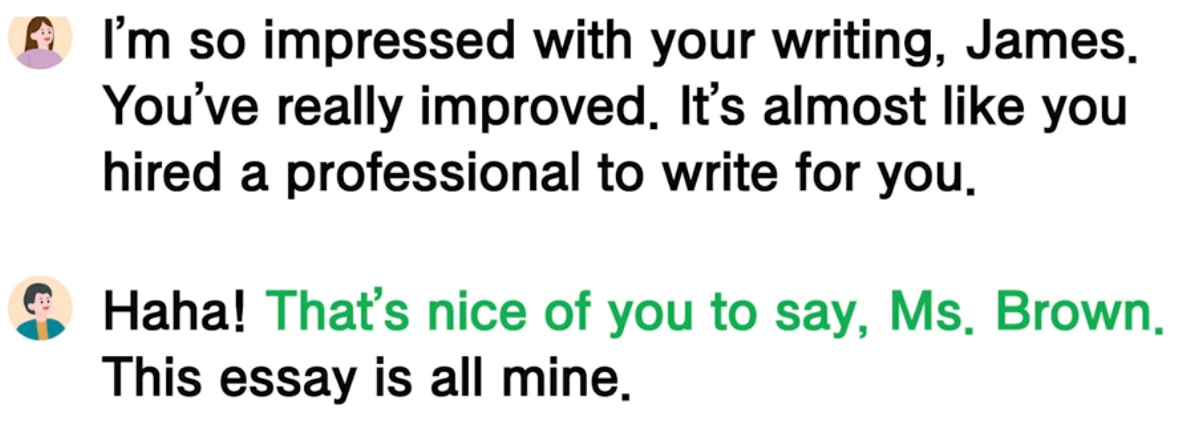 I'm so impressed with your writing, James.
You've really improved. It's almost like you
hired a professional to write for you.
Haha! That's nice of you to say, Ms. Brown.
This essay is all mine.